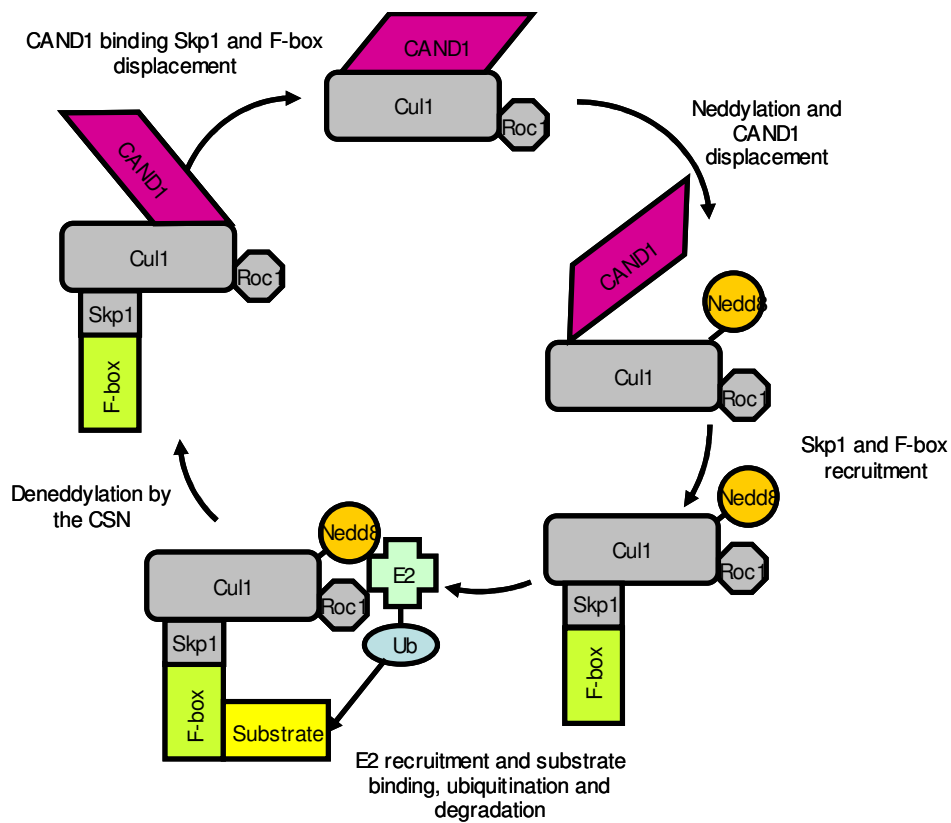 CAND1 binding Skp1 and F-box
displacement
CAND1
Cul1
Roc1
Neddylation and
CAND1
displacement
CAND1
Cul1
Roc1
Skp1
F-box
CAND1
Nedd8
Cul1
Roc1
Skp1 and F-box
recruitment
Nedd8
Cul1
Roc1
Skp1
F-box
Deneddylation by
the CSN
Nedd8
Cul1
E2
Roc1
Skp1
Ub
F-box
Substrate
E2 recruitment and substrate
binding, ubiquitination and
degradation